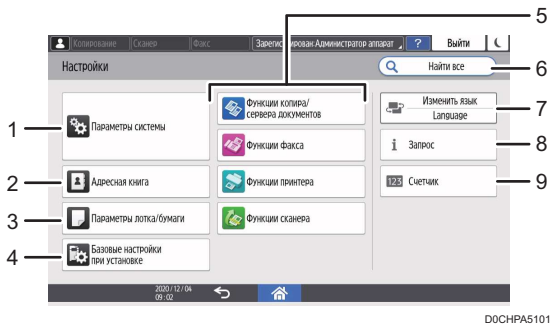 5
Копирование
Сканер
Факс
Зарегистрирован:Администратор аппарат
?
Выйти
Настройки
Найти все
6
Параметры системы
Функции копира/
сервера документов
Изменить язык
Language
7
1
Функции факса
i
Запрос
8
2
Адресная книга
Функции принтера
123
Счетчик
9
3
Параметры лотка/бумаги
Функции сканера
4
Базовые настройки
при установке
2020/12/04
09:02
D0CHPA5101